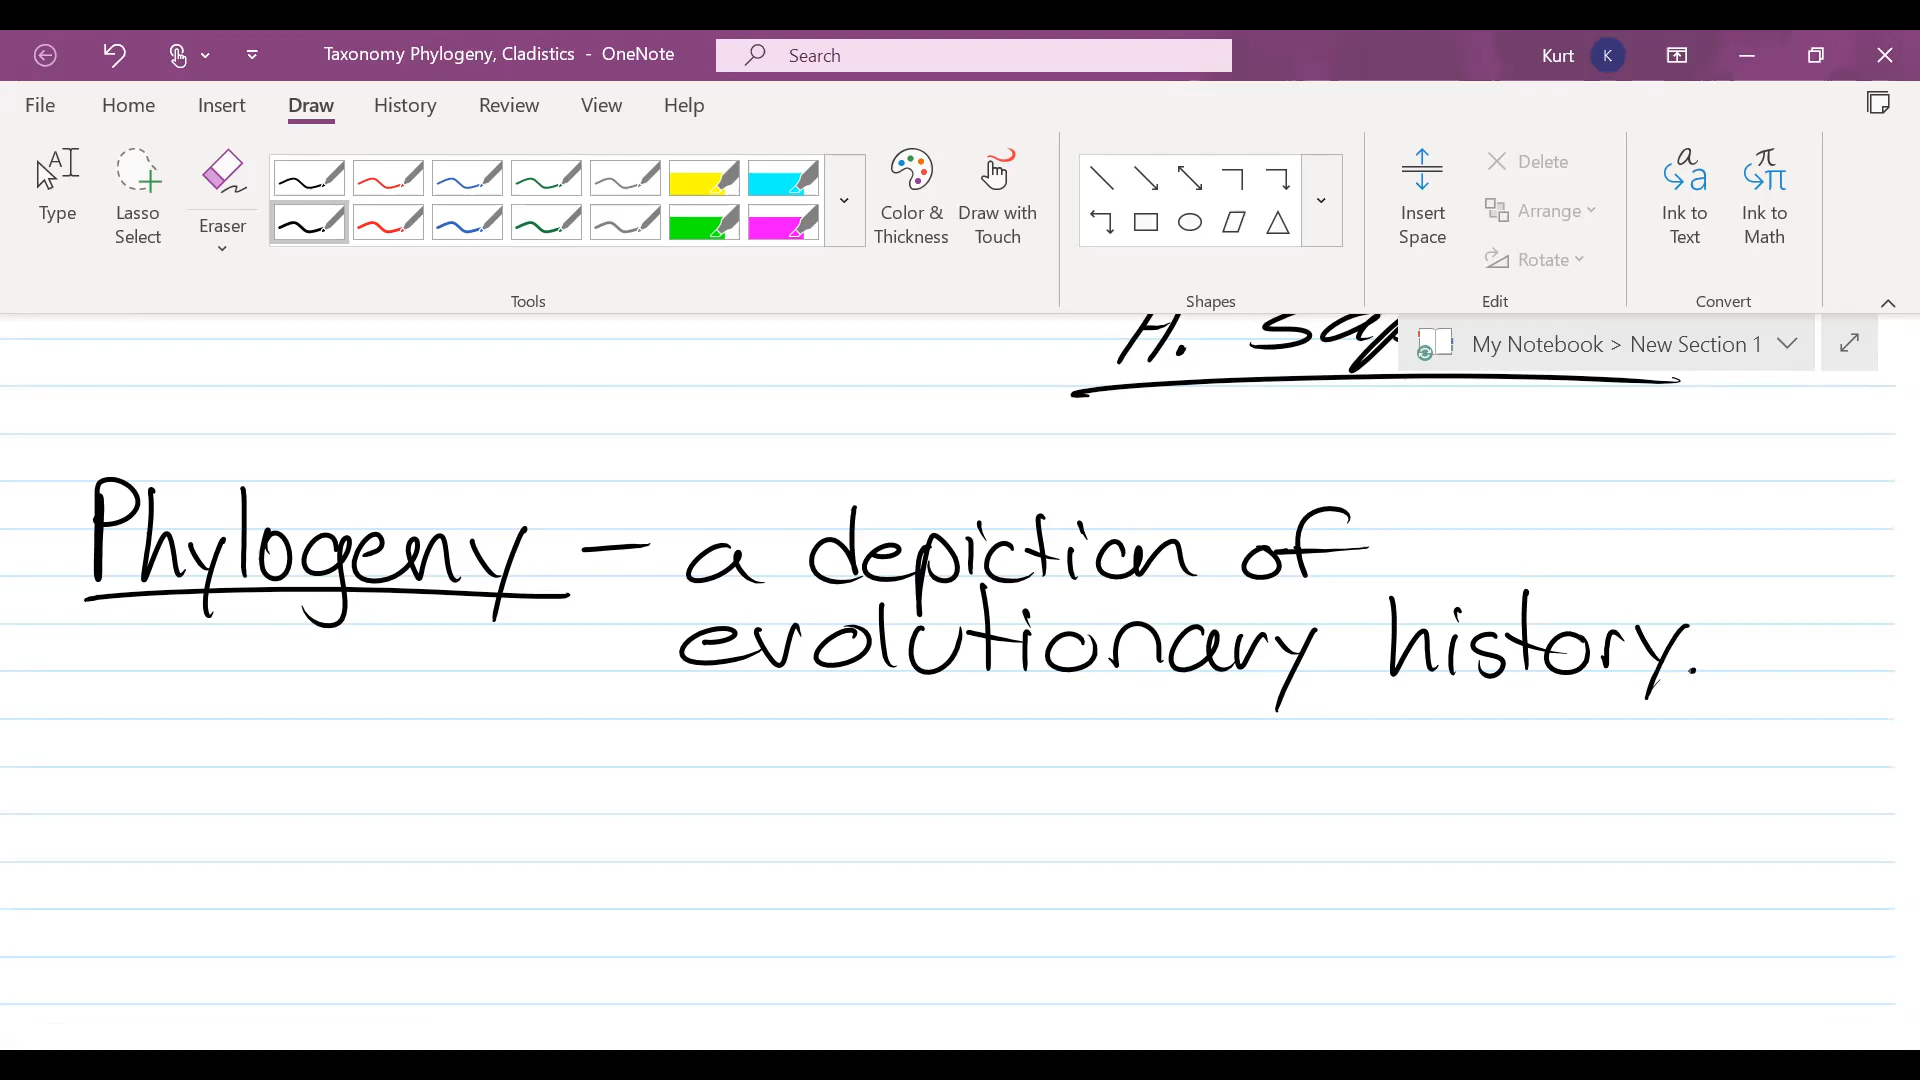 Taxonomy Phylogeny, Cladistics - OneNote
Search
Kurt
K
File Home Insert Draw History Review View Help
Type
Lasso Select
Eraser
Color & Thickness
Draw with Touch
Insert Space
Delete
Arrange
Rotate
Ink to Text
Ink to Math
Tools
Shapes
Edit
Convert
My Notebook > New Section 1
H.
Phylogeny – a depiction of
evolutionary history.